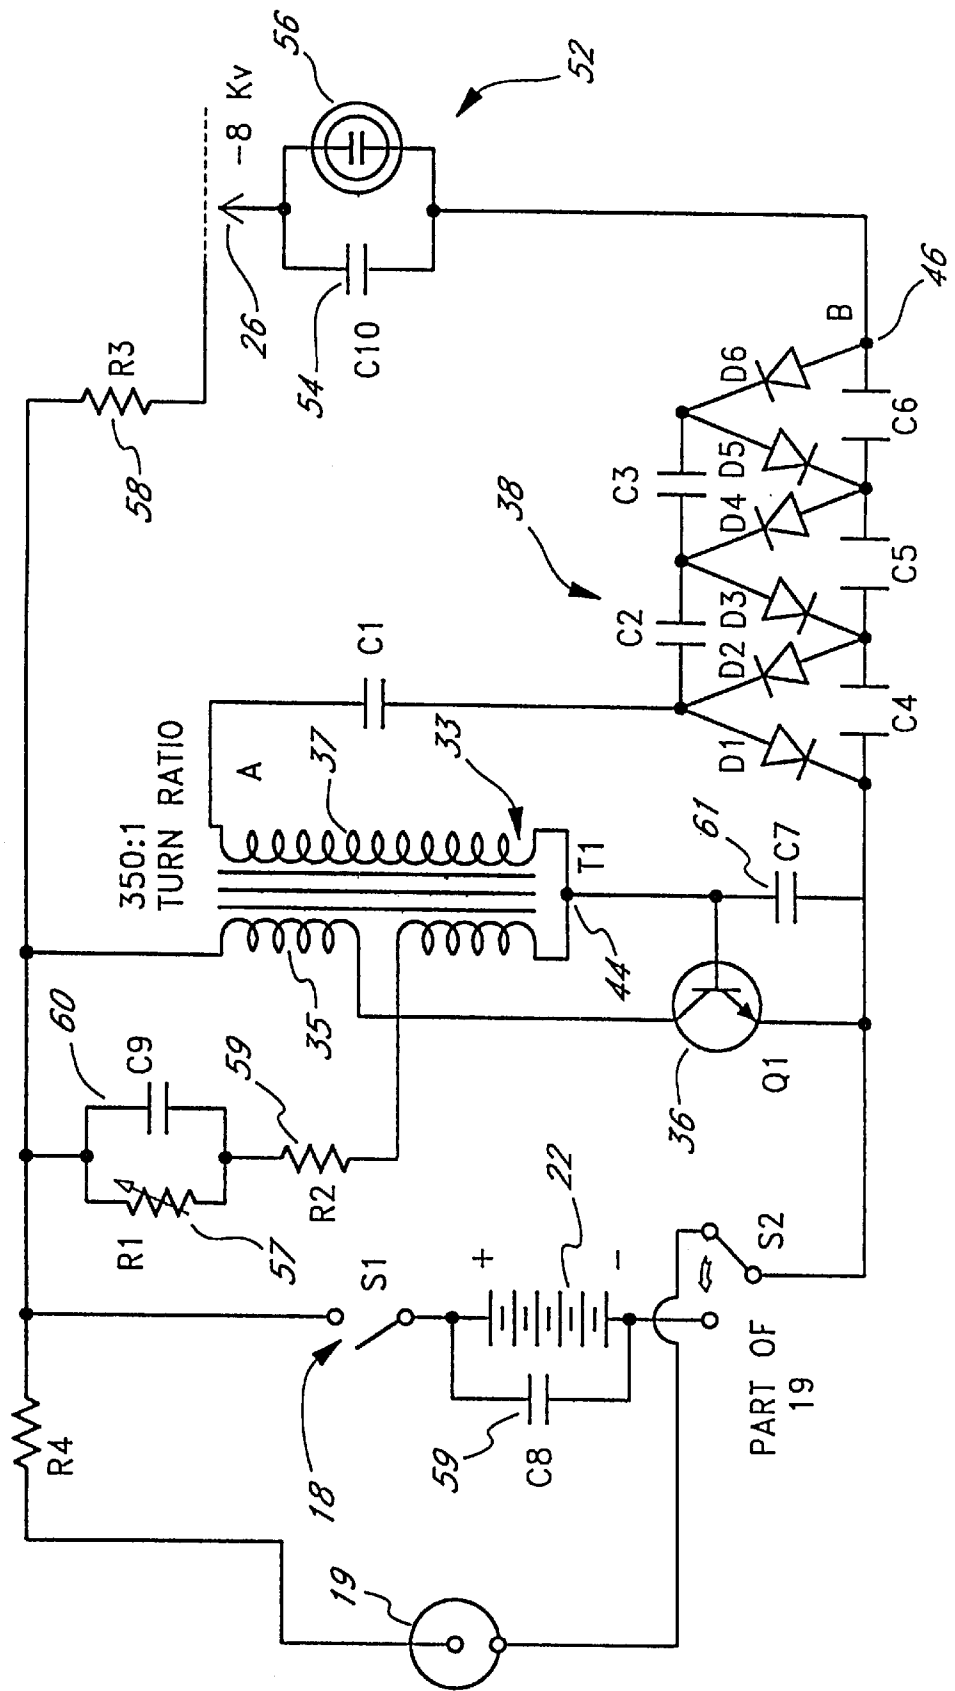 56
-8 Kv
52
26
54
C10
R3
58
B
46
D6
C6
D5
C3
D4
38
C5
D3
C2
D2
C4
D1
C1
350:1
TURN RATIO
A
37
33
T1
61
C7
44
35
36
Q1
60
C9
59
R2
R1
57
S1
+
22
-
S2
18
59
C8
PART OF
19
R4
19